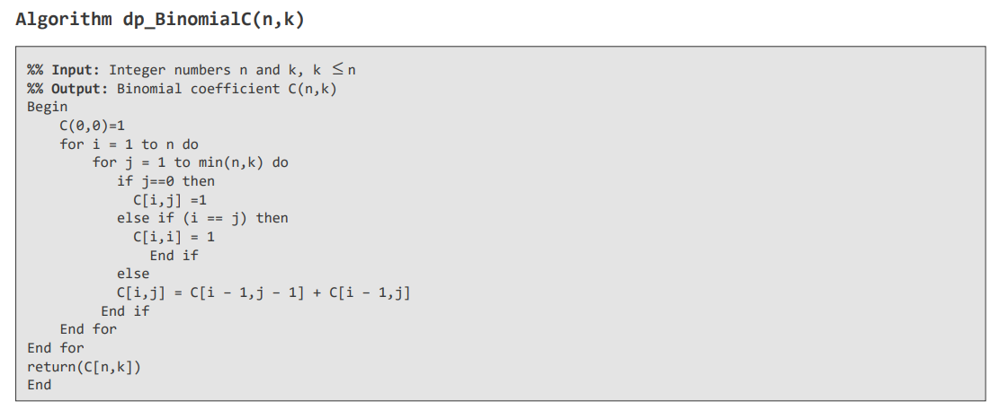 Algorithm dp_BinomialC(n,k)
%% Input: Integer numbers n and k, k ≤ n
%% Output: Binomial coefficient C(n,k)
Begin
C(0,0)=1
for i = 1 to n do
for j = 1 to min(n,k) do
if j==0 then
C[i,j] =1
else if (i == j) then
C[i,i] = 1
End if
else
C[i,j] = C[i – 1,j – 1] + C[i – 1,j]
End if
End for
End for
return(C[n,k])
End